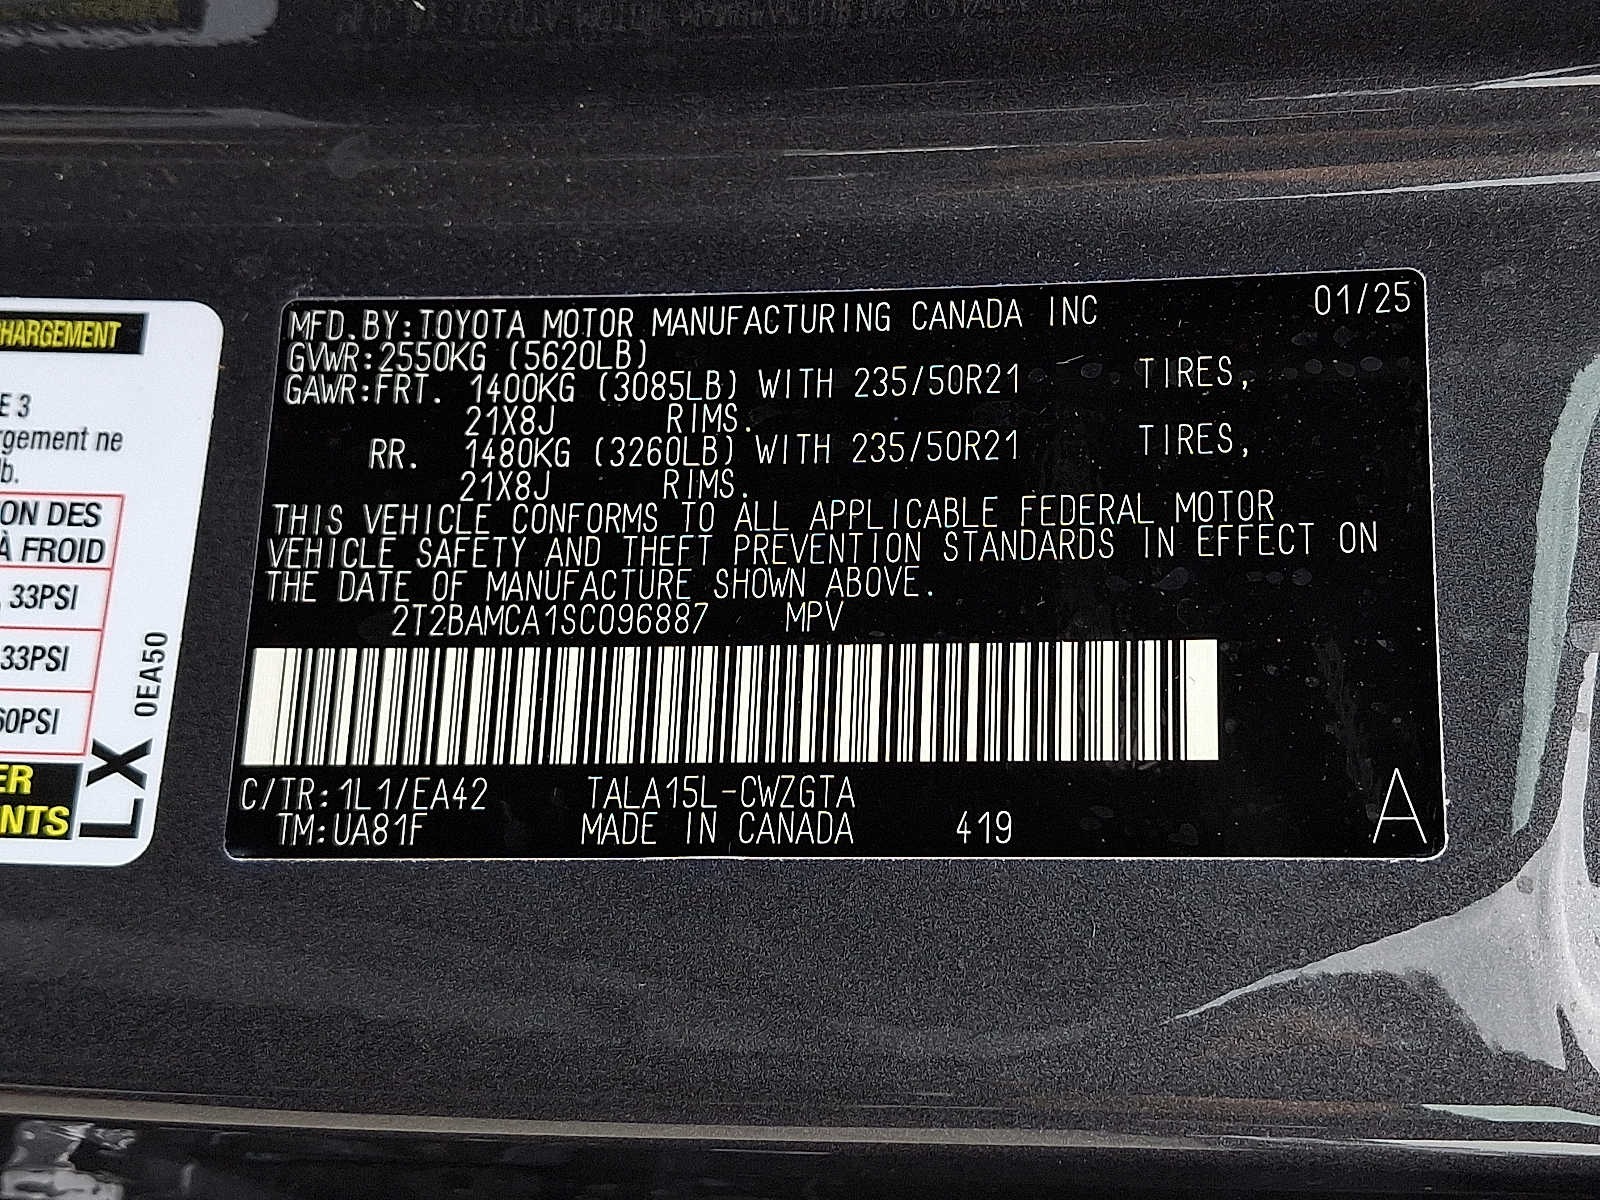 HARGEMENT
E 3
rgement ne
b.
ON DES
À FROID
33PSI
33PSI
60PSI
ER
NTS
LX
0EA50
MFD.BY:TOYOTA MOTOR MANUFACTURING CANADA INC 01/25
GVWR:2550KG (5620LB)
GAWR:FRT. 1400KG (3085LB) WITH 235/50R21 TIRES,
21X8J RIMS.
RR. 1480KG (3260LB) WITH 235/50R21 TIRES,
21X8J RIMS.
THIS VEHICLE CONFORMS TO ALL APPLICABLE FEDERAL MOTOR
VEHICLE SAFETY AND THEFT PREVENTION STANDARDS IN EFFECT ON
THE DATE OF MANUFACTURE SHOWN ABOVE.
2T2BAMCA1SC096887 MPV
C/TR:1L1/EA42 TALA15L-CWZGTA
TM:UA81F MADE IN CANADA 419
A